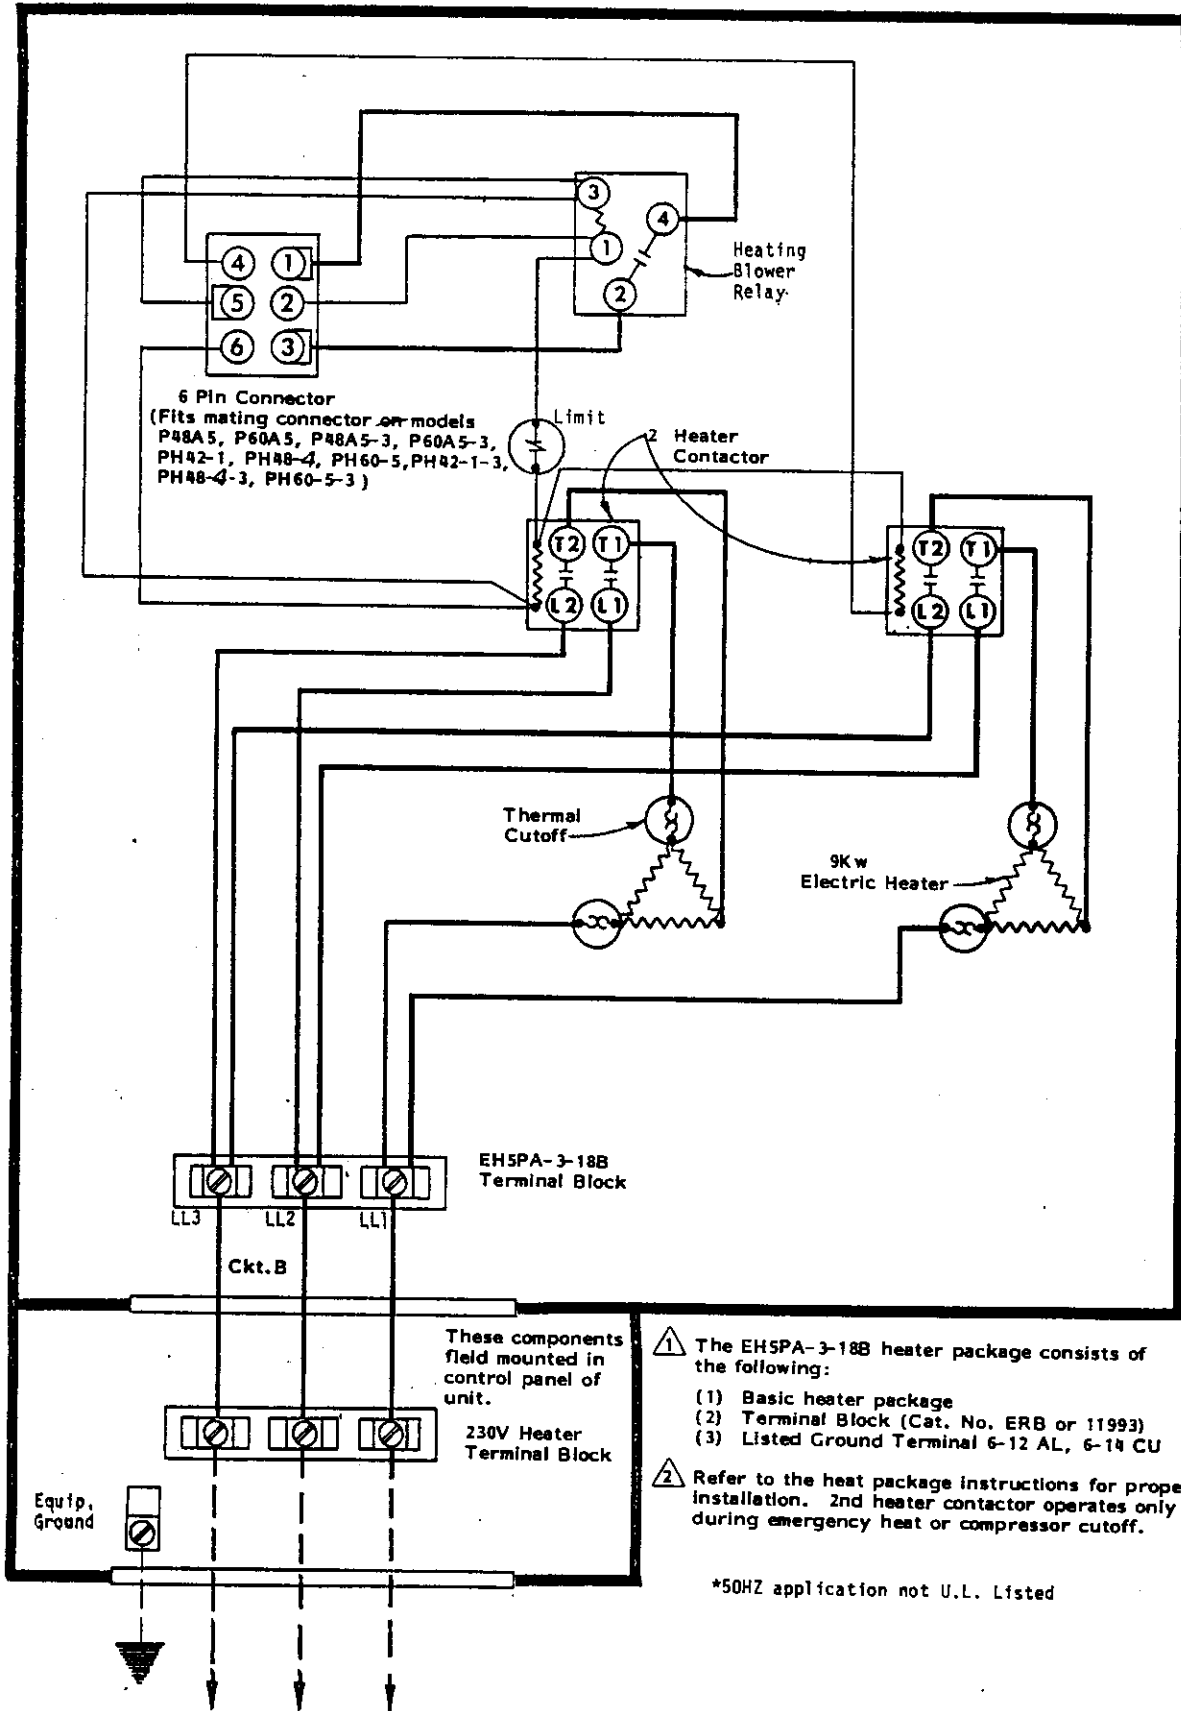 3
4
1
2
Heating
Blower
Relay
4 1
5 2
6 3
6 Pin Connector
(Fits mating connector on models
P48A5, P60A5, P48A5-3, P60A5-3,
PH42-1, PH48-4, PH60-5, PH42-1-3,
PH48-4-3, PH60-5-3)
Limit
2 Heater
Contactor
T2 T1
L2 L1
T2 T1
L2 L1
Thermal
Cutoff
9Kw
Electric Heater
EH5PA-3-18B
Terminal Block
LL3 LL2 LL1
Ckt.B
These components
field mounted in
control panel of
unit.
230V Heater
Terminal Block
Equip.
Ground
1 The EH5PA-3-18B heater package consists of
the following:
(1) Basic heater package
(2) Terminal Block (Cat. No. ERB or 11993)
(3) Listed Ground Terminal 6-12 AL, 6-14 CU
2 Refer to the heat package instructions for prope
installation. 2nd heater contactor operates only
during emergency heat or compressor cutoff.
*50HZ application not U.L. Listed